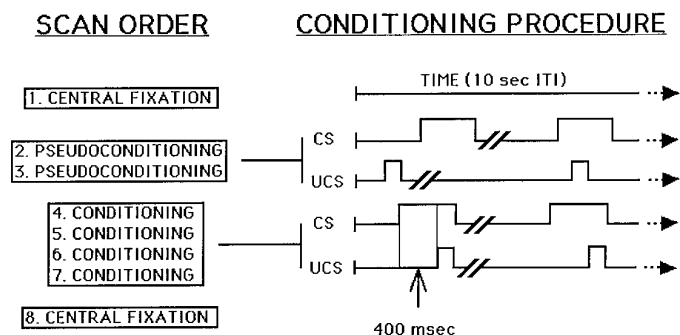 SCAN ORDER
CONDITIONING PROCEDURE
1. CENTRAL FIXATION
2. PSEUDOCONDITIONING
3. PSEUDOCONDITIONING
4. CONDITIONING
5. CONDITIONING
6. CONDITIONING
7. CONDITIONING
8. CENTRAL FIXATION
TIME (10 sec ITI)
CS
UCS
CS
UCS
400 msec